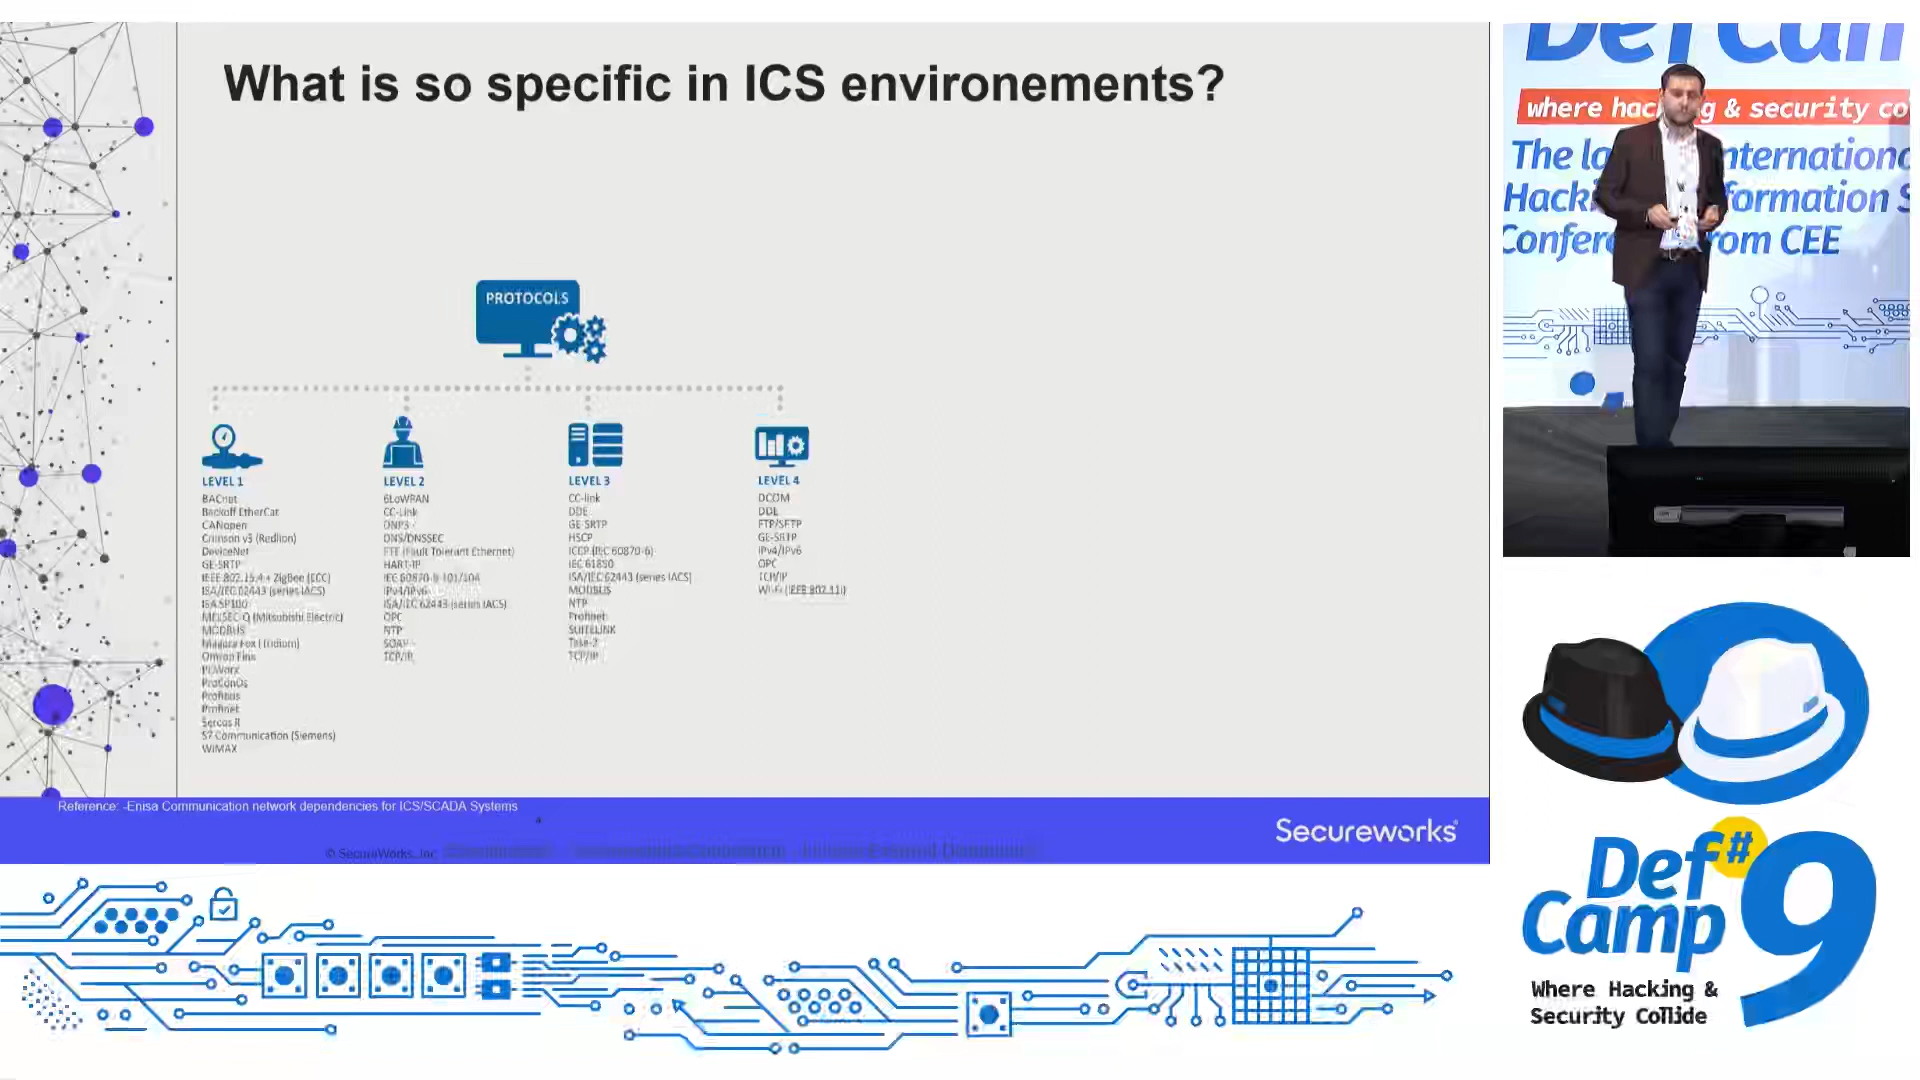 What is so specific in ICS environements?
PROTOCOLS
LEVEL 1
BACnet
Backoff EtherCat
CANopen
Crimson v3 (Redlion)
DeviceNet
GE-SRTP
IEEE 802.15.4 + ZigBee (ECC)
ISA/IEC 62443 (series IACS)
ISA SP100
MELSEC-Q (Mitsubishi Electric)
MODBUS
Niagara Fox (Tridium)
Omron Fins
PCWorx
ProConOs
Profibus
Profinet
Sercos II
S7 Communication (Siemens)
WiMAX
LEVEL 2
6LoWPAN
CC-Link
DNP3
DNS/DNSSEC
FTE (Fault Tolerant Ethernet)
HART-IP
IEC 60870-5-101/104
IPv4/IPv6
ISA/IEC 62443 (series IACS)
OPC
NTP
SOAP
TCP/IP
LEVEL 3
CC-link
DDE
GE-SRTP
HSCP
ICCP (IEC 60870-6)
IEC 61850
ISA/IEC 62443 (series IACS)
MODBUS
NTP
Profinet
SUITELINK
Tase-2
TCP/IP
LEVEL 4
DCOM
DDE
FTP/SFTP
GE-SRTP
IPv4/IPv6
OPC
TCP/IP
Wi-Fi (IEEE 802.11)
Reference: -Enisa Communication network dependencies for ICS/SCADA Systems
© SecureWorks, Inc.
Secureworks
DefCam
where hac g & security co
The la nternationa
Hacki formation S
Confer rom CEE
Def
Camp
#9
Where Hacking &
Security Collide